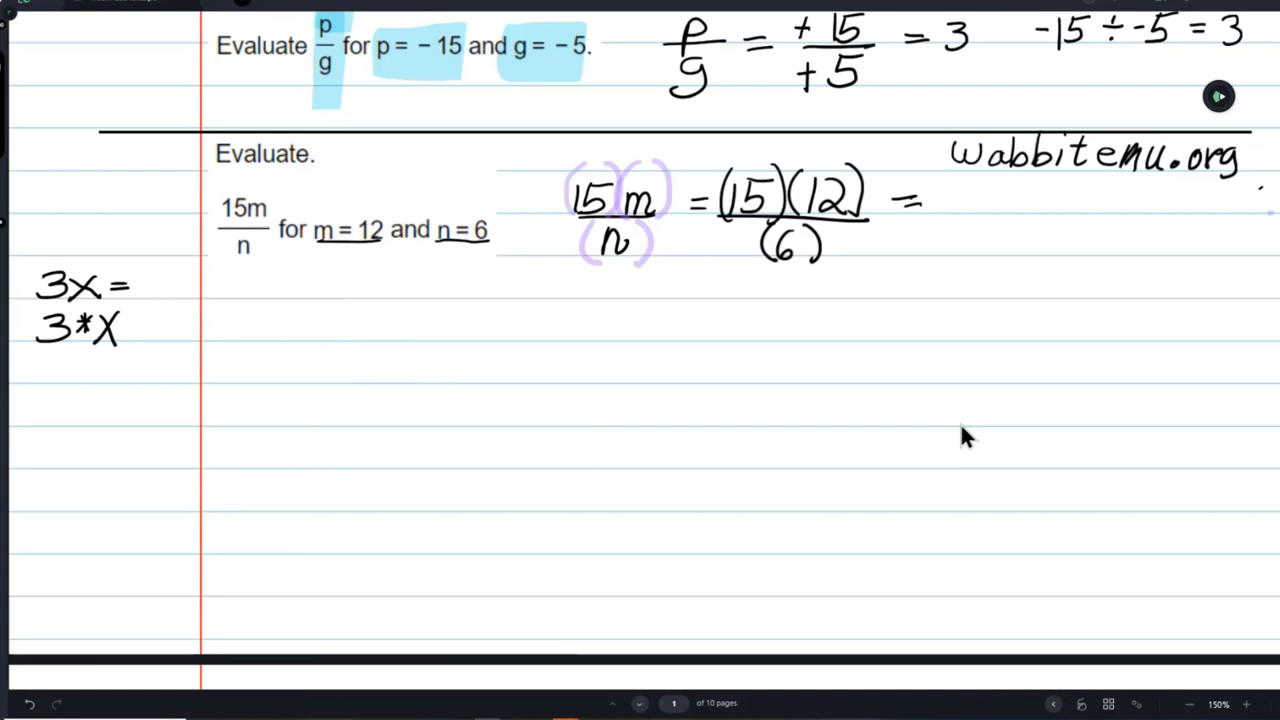 Evaluate p/g for p = - 15 and g = - 5.
p/g = +15/+5 = 3
-15 ÷ -5 = 3
wabbitemu.org
Evaluate.
15m/n for m = 12 and n = 6
(15)(m)/(n) = (15)(12)/(6) =
3x =
3*X
1 of 10 pages
150%